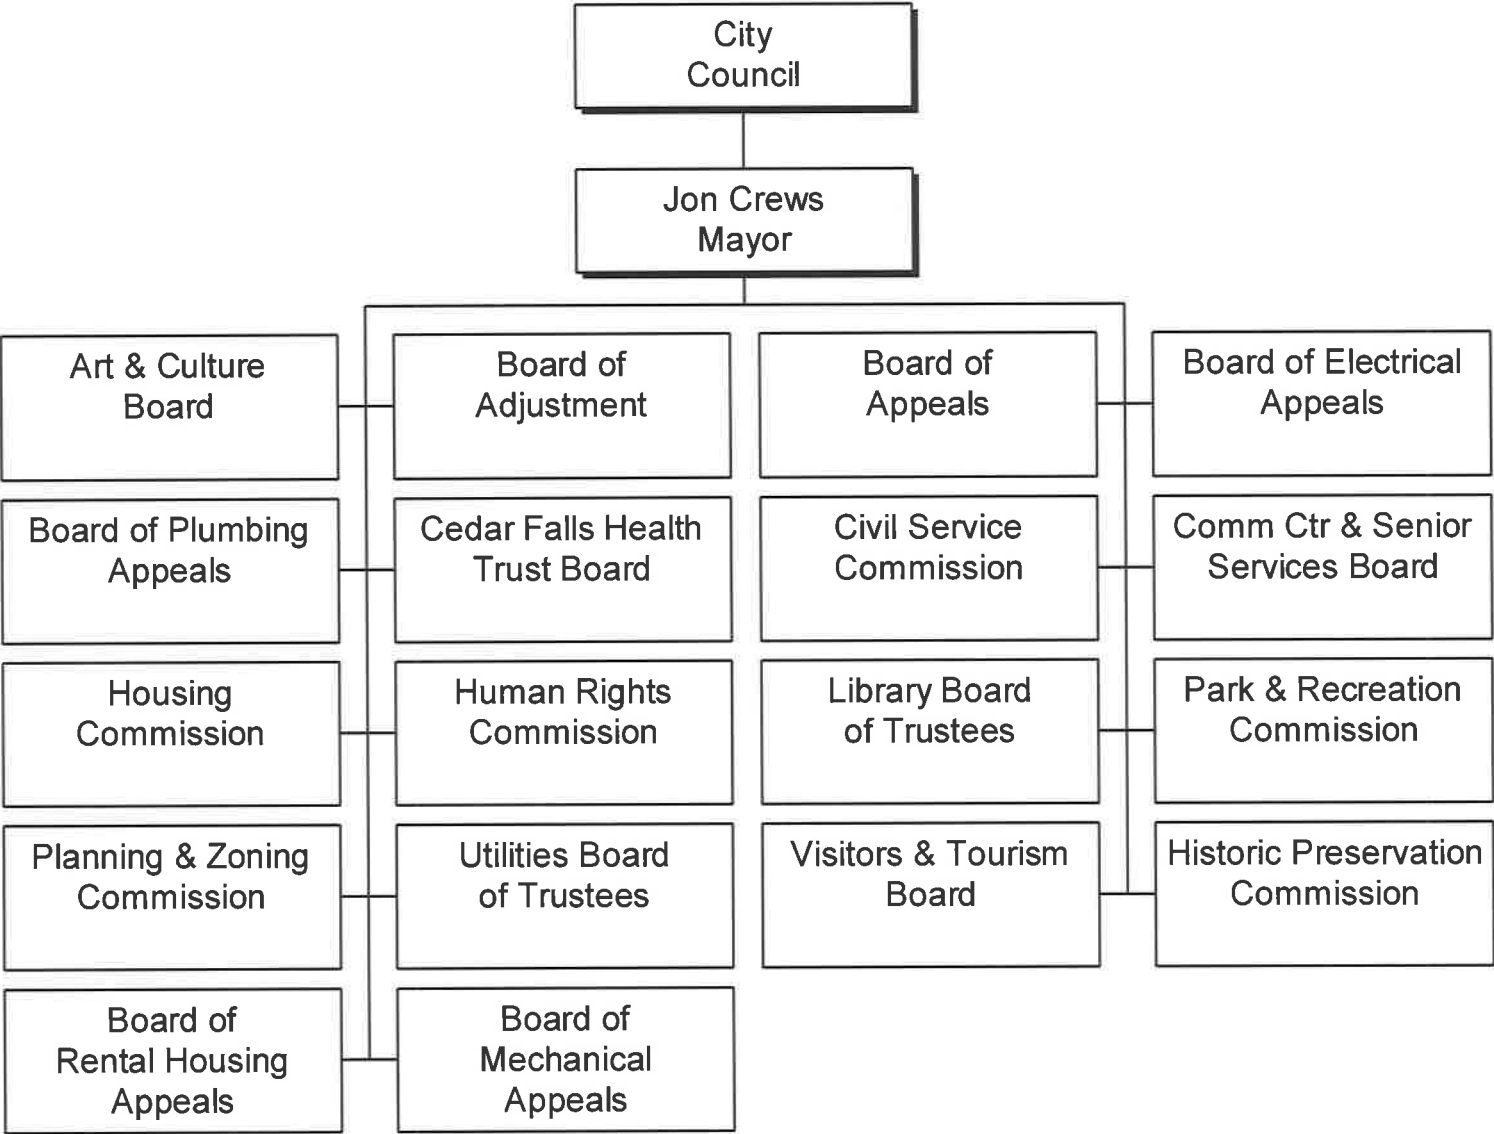 City
Council
Jon Crews
Mayor
Art & Culture
Board
Board of
Adjustment
Board of
Appeals
Board of Electrical
Appeals
Board of Plumbing
Appeals
Cedar Falls Health
Trust Board
Civil Service
Commission
Comm Ctr & Senior
Services Board
Housing
Commission
Human Rights
Commission
Library Board
of Trustees
Park & Recreation
Commission
Planning & Zoning
Commission
Utilities Board
of Trustees
Visitors & Tourism
Board
Historic Preservation
Commission
Board of
Rental Housing
Appeals
Board of
Mechanical
Appeals